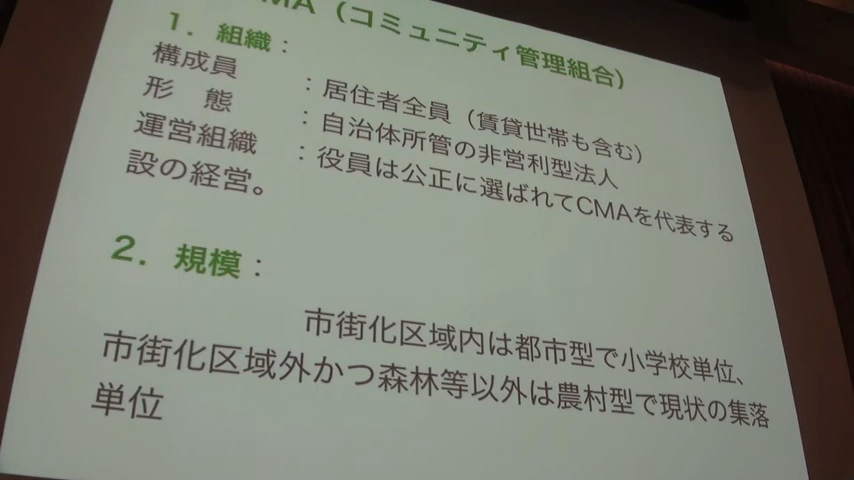 MA（コミュニティ管理組合）
1．組織：
構成員　：居住者全員（賃貸世帯も含む）
形　態　：自治体所管の非営利型法人
運営組織　：役員は公正に選ばれてCMAを代表する
設の経営。
2．規模：
市街化区域内は都市型で小学校単位、
市街化区域外かつ森林等以外は農村型で現状の集落
単位